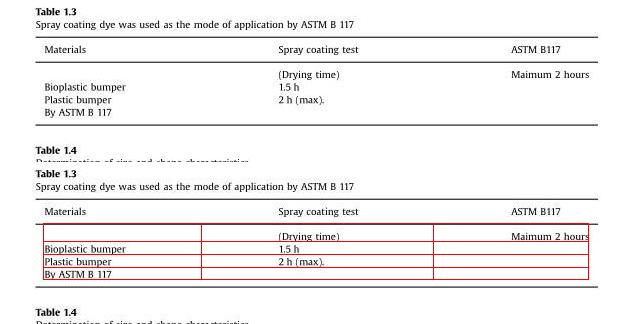 Table 1.3
Spray coating dye was used as the mode of application by ASTM B 117
Materials Spray coating test ASTM B117
(Drying time) Maimum 2 hours
Bioplastic bumper 1.5 h
Plastic bumper 2 h (max).
By ASTM B 117
Table 1.4
Table 1.3
Spray coating dye was used as the mode of application by ASTM B 117
Materials Spray coating test ASTM B117
(Drying time) Maimum 2 hours
Bioplastic bumper 1.5 h
Plastic bumper 2 h (max).
By ASTM B 117
Table 1.4